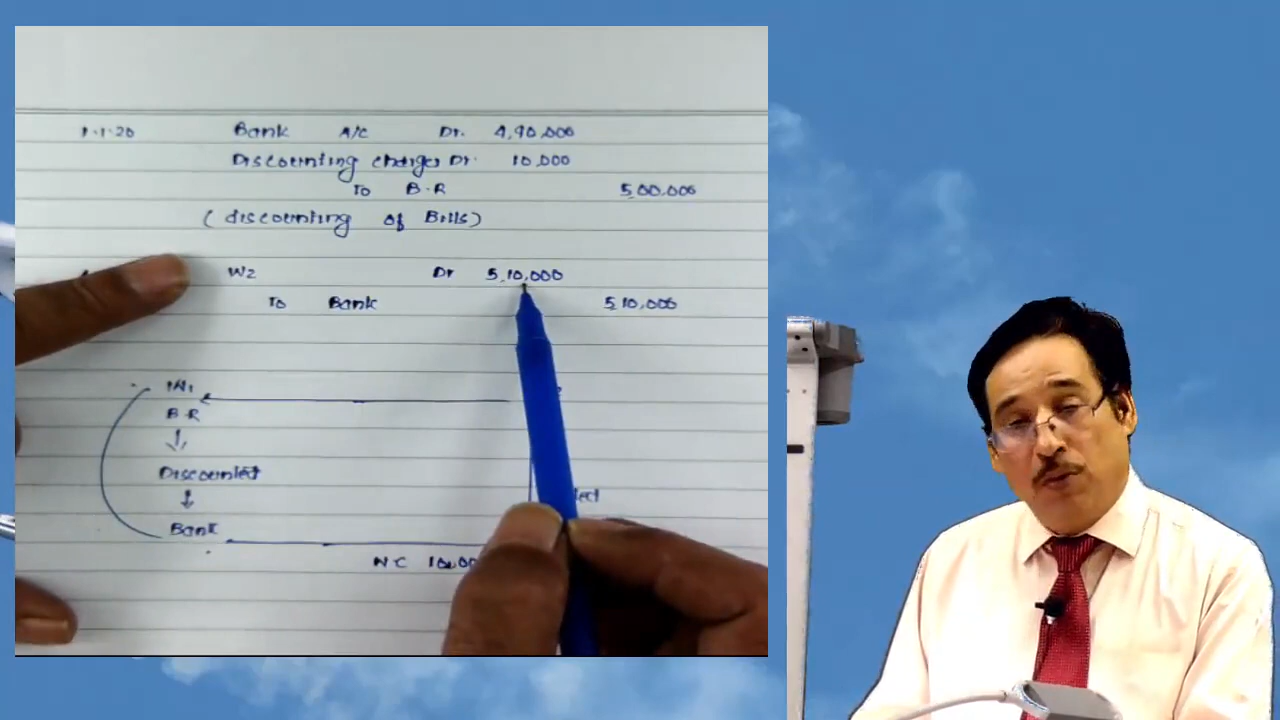 1.1.20 Bank A/C Dr. 4,90,000
Discounting charges Dr. 10,000
To B.R 5,00,000
(discounting of Bills)
W2 Dr 5,10,000
To Bank 5,10,000
W1
B.R
Discounted
Bank
N.C